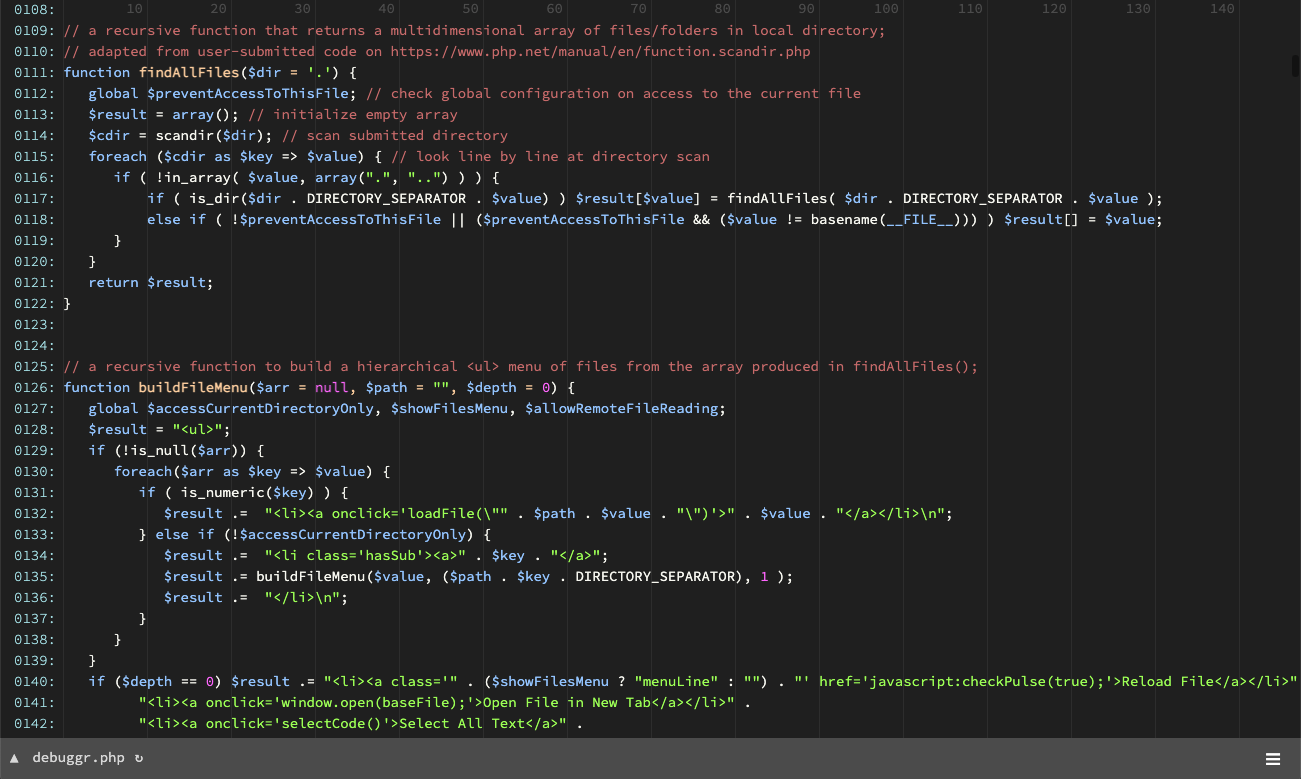 0108: 10 20 30 40 50 60 70 80 90 100 110 120 130 140
0109: // a recursive function that returns a multidimensional array of files/folders in local directory;
0110: // adapted from user-submitted code on https://www.php.net/manual/en/function.scandir.php
0111: function findAllFiles($dir = '.') {
0112:    global $preventAccessToThisFile; // check global configuration on access to the current file
0113:    $result = array(); // initialize empty array
0114:    $cdir = scandir($dir); // scan submitted directory
0115:    foreach ($cdir as $key => $value) { // look line by line at directory scan
0116:       if ( !in_array( $value, array(".", "..") ) ) {
0117:           if ( is_dir($dir . DIRECTORY_SEPARATOR . $value) ) $result[$value] = findAllFiles( $dir . DIRECTORY_SEPARATOR . $value );
0118:           else if ( !$preventAccessToThisFile || ($preventAccessToThisFile && ($value != basename(__FILE__))) ) $result[] = $value;
0119:       }
0120:    }
0121:    return $result;
0122: }
0123:
0124:
0125: // a recursive function to build a hierarchical <ul> menu of files from the array produced in findAllFiles();
0126: function buildFileMenu($arr = null, $path = "", $depth = 0) {
0127:    global $accessCurrentDirectoryOnly, $showFilesMenu, $allowRemoteFileReading;
0128:    $result = "<ul>";
0129:    if (!is_null($arr)) {
0130:       foreach($arr as $key => $value) {
0131:          if ( is_numeric($key) ) {
0132:             $result .=  "<li><a onclick='loadFile(\"" . $path . $value . "\")'>" . $value . "</a></li>\n";
0133:          } else if (!$accessCurrentDirectoryOnly) {
0134:             $result .=  "<li class='hasSub'><a>" . $key . "</a>";
0135:             $result .= buildFileMenu($value, ($path . $key . DIRECTORY_SEPARATOR), 1 );
0136:             $result .=  "</li>\n";
0137:          }
0138:       }
0139:    }
0140:    if ($depth == 0) $result .= "<li><a class='" . ($showFilesMenu ? "menuLine" : "") . "' href='javascript:checkPulse(true);'>Reload File</a></li>"
0141:          "<li><a onclick='window.open(baseFile);'>Open File in New Tab</a></li>" .
0142:          "<li><a onclick='selectCode()'>Select All Text</a>" .
▲ debuggr.php ↻